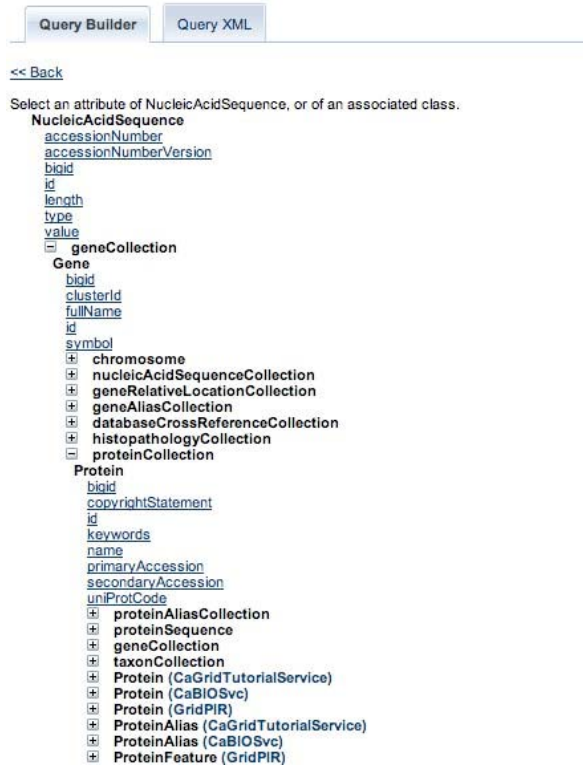 Query Builder
Query XML
<< Back
Select an attribute of NucleicAcidSequence, or of an associated class.
NucleicAcidSequence
accessionNumber
accessionNumberVersion
bigid
id
length
type
value
geneCollection
Gene
bigid
clusterId
fullName
id
symbol
chromosome
nucleicAcidSequenceCollection
geneRelativeLocationCollection
geneAliasCollection
databaseCrossReferenceCollection
histopathologyCollection
proteinCollection
Protein
bigid
copyrightStatement
id
keywords
name
primaryAccession
secondaryAccession
uniProtCode
proteinAliasCollection
proteinSequence
geneCollection
taxonCollection
Protein (CaGridTutorialService)
Protein (CaBIOSvc)
Protein (GridPIR)
ProteinAlias (CaGridTutorialService)
ProteinAlias (CaBIOSvc)
ProteinFeature (GridPIR)